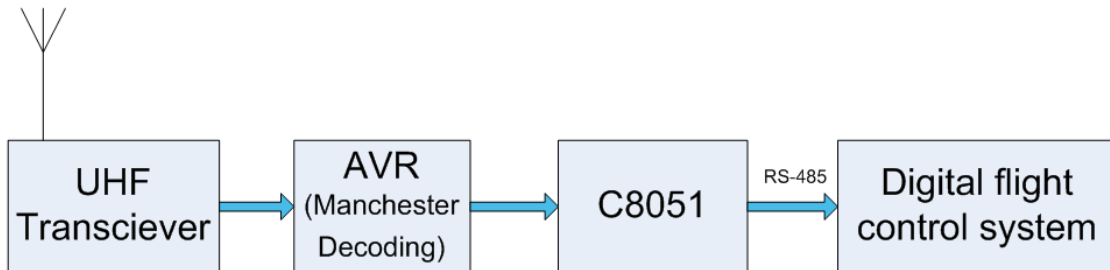 UHF
Transciever
AVR
(Manchester
Decoding)
C8051
RS-485
Digital flight
control system